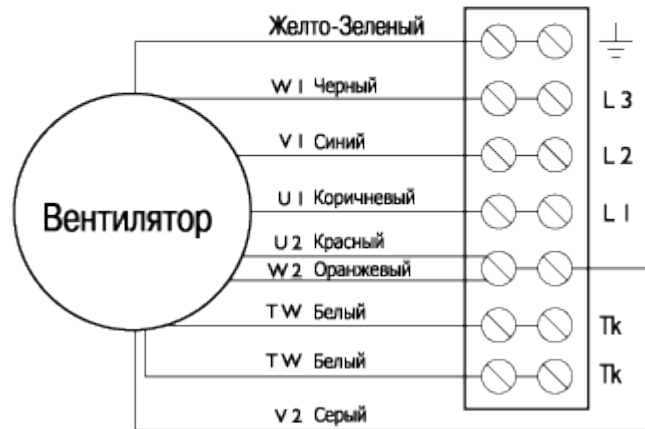 Желто-Зеленый
W1 Черный L3
V1 Синий L2
U1 Коричневый L1
Вентилятор
U2 Красный
W2 Оранжевый
TW Белый Tk
TW Белый Tk
V2 Серый